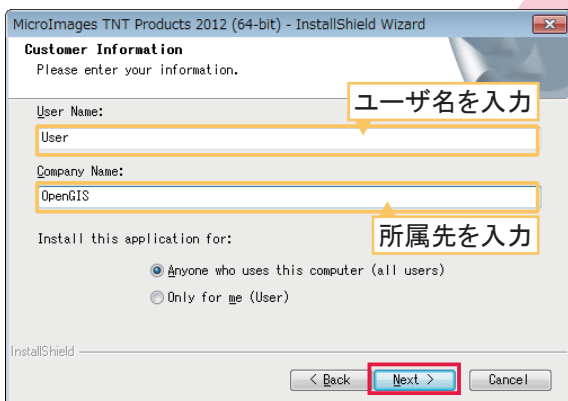 MicroImages TNT Products 2012 (64-bit) - InstallShield Wizard
Customer Information
Please enter your information.
ユーザ名を入力
User Name:
User
Company Name:
OpenGIS
所属先を入力
Install this application for:
Anyone who uses this computer (all users)
Only for me (User)
InstallShield
< Back
Next >
Cancel